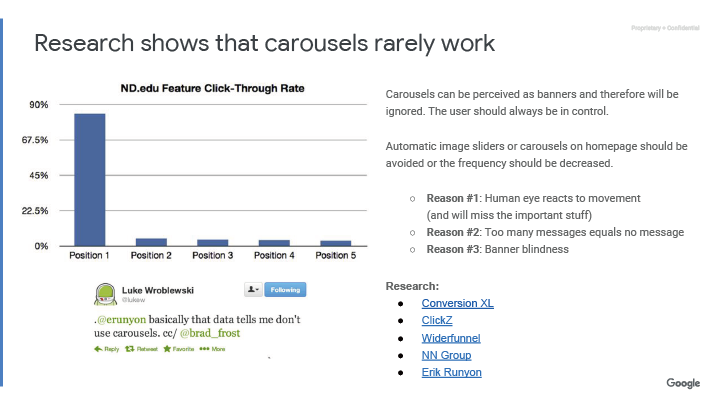 Proprietary + Confidential
Research shows that carousels rarely work
ND.edu Feature Click-Through Rate
90%
67.5%
45%
22.5%
0%
Position 1
Position 2
Position 3
Position 4
Position 5
Luke Wroblewski
@lukew
Following
.@erunyon basically that data tells me don't
use carousels. cc/ @brad_frost
Reply Retweet Favorite More
Carousels can be perceived as banners and therefore will be
ignored. The user should always be in control.
Automatic image sliders or carousels on homepage should be
avoided or the frequency should be decreased.
○ Reason #1: Human eye reacts to movement
(and will miss the important stuff)
○ Reason #2: Too many messages equals no message
○ Reason #3: Banner blindness
Research:
● Conversion XL
● ClickZ
● Widerfunnel
● NN Group
● Erik Runyon
Google